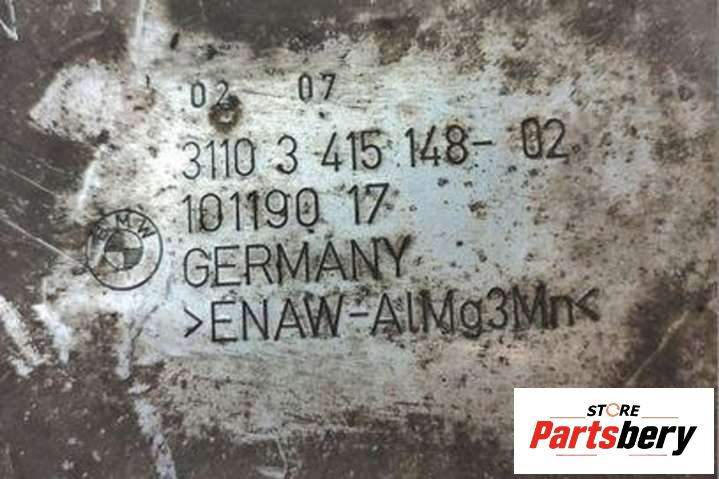 02 07
3110 3 415 148- 02
101190 17
BMW
GERMANY
>ENAW-AlMg3Mn<
STORE
Partsbery